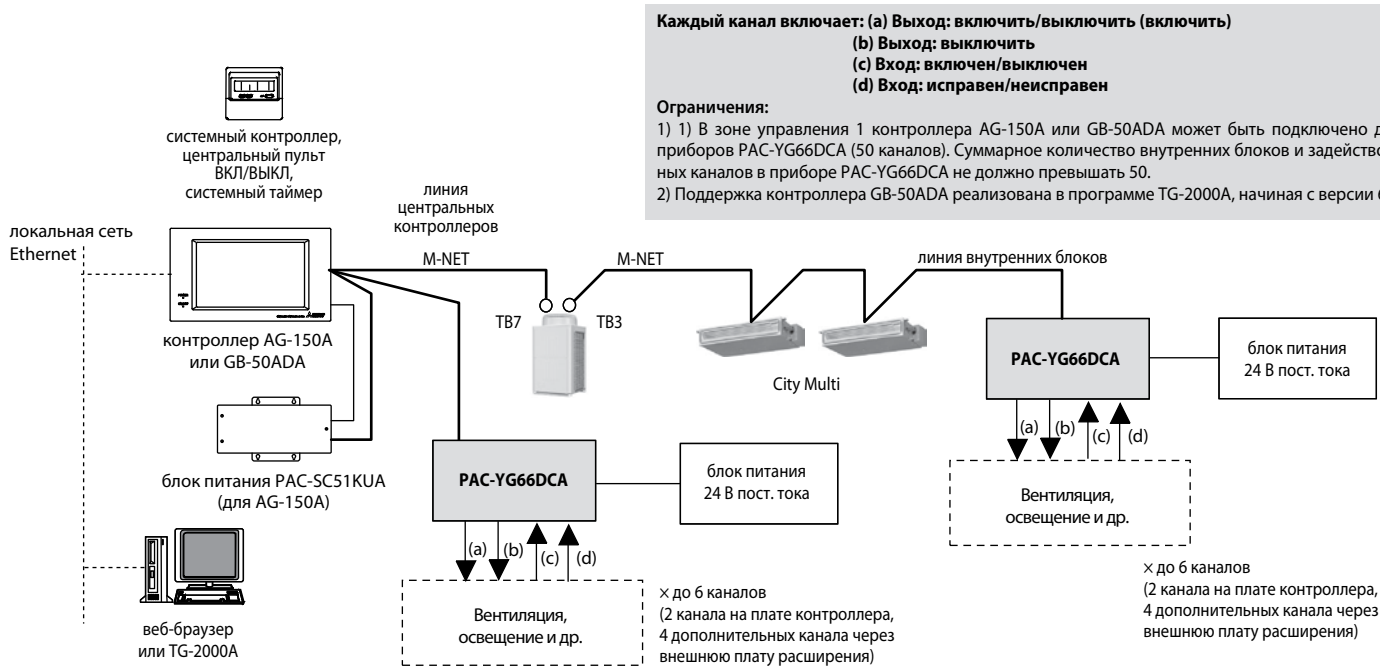 Каждый канал включает: (a) Выход: включить/выключить (включить)
(b) Выход: выключить
(c) Вход: включен/выключен
(d) Вход: исправен/неисправен
Ограничения:
1) 1) В зоне управления 1 контроллера AG-150A или GB-50ADA может быть подключено
приборов PAC-YG66DCA (50 каналов). Суммарное количество внутренних блоков и
ных каналов в приборе PAC-YG66DCA не должно превышать 50.
2) Поддержка контроллера GB-50ADA реализована в программе TG-2000A, начиная с версии
системный контроллер,
центральный пульт
ВКЛ/ВЫКЛ,
системный таймер
локальная сеть
Ethernet
линия
центральных
контроллеров
M-NET
M-NET
линия внутренних блоков
TB7
TB3
контроллер AG-150A
или GB-50ADA
City Multi
PAC-YG66DCA
блок питания
24 В пост. тока
(a)
(b)
(c)
(d)
Вентиляция,
освещение и др.
× до 6 каналов
(2 канала на плате контроллера,
4 дополнительных канала через
внешнюю плату расширения)
блок питания PAC-SC51KUA
(для AG-150A)
PAC-YG66DCA
блок питания
24 В пост. тока
(a)
(b)
(c)
(d)
Вентиляция,
освещение и др.
× до 6 каналов
(2 канала на плате контроллера,
4 дополнительных канала через
внешнюю плату расширения)
веб-браузер
или TG-2000A